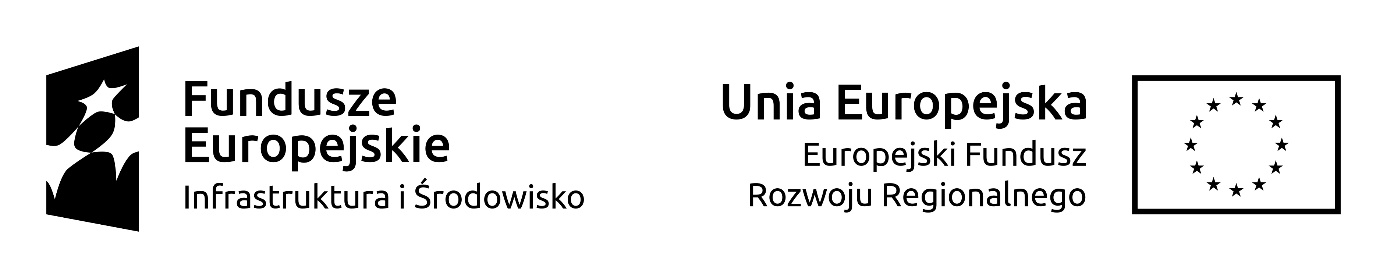 Fundusze
Europejskie
Infrastruktura i Środowisko
Unia Europejska
Europejski Fundusz
Rozwoju Regionalnego